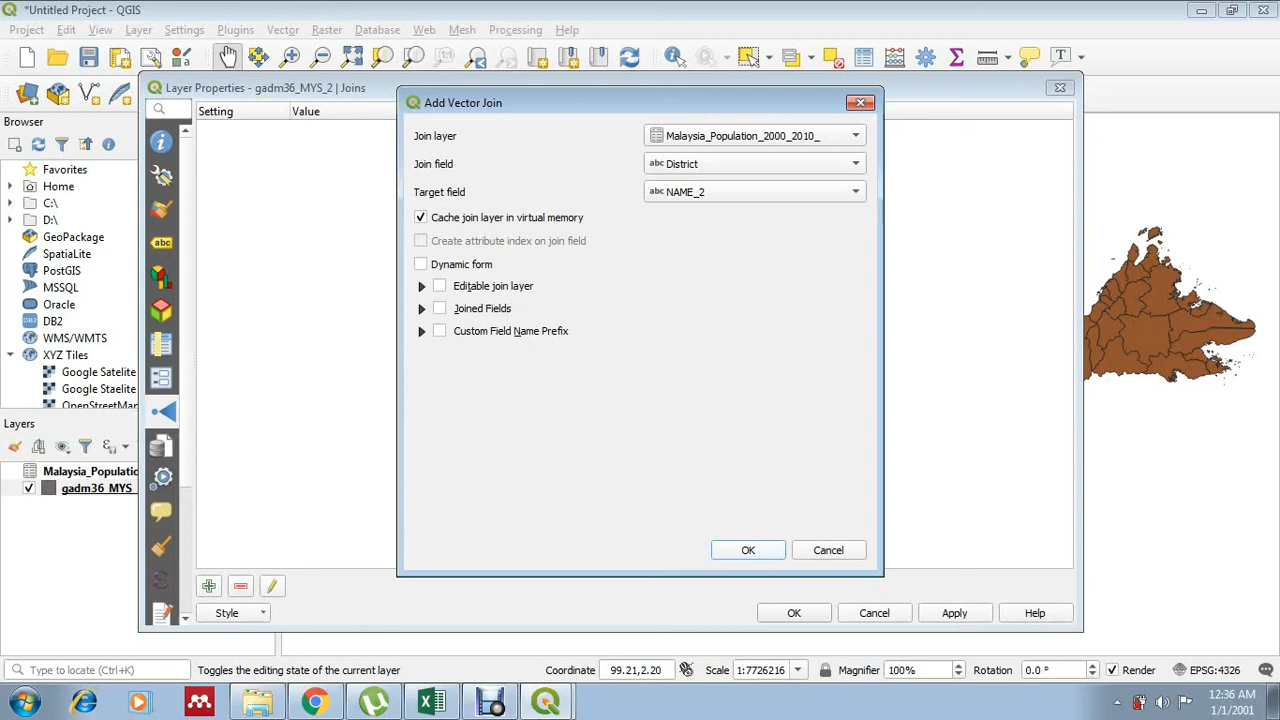 *Untitled Project - QGIS
Project Edit View Layer Settings Plugins Vector Raster Database Web Mesh Processing Help
Layer Properties - gadm36_MYS_2 | Joins
Setting Value
Add Vector Join
Join layer Malaysia_Population_2000_2010_
Join field abc District
Target field abc NAME_2
Cache join layer in virtual memory
Create attribute index on join field
Dynamic form
Editable join layer
Joined Fields
Custom Field Name Prefix
OK Cancel
Browser
Favorites
Home
C:\
D:\
GeoPackage
SpatiaLite
PostGIS
MSSQL
Oracle
DB2
WMS/WMTS
XYZ Tiles
Google Satelite
Google Staelite
OpenStreetMap
Layers
Malaysia_Populatio
gadm36_MYS_
abc
Style OK Cancel Apply Help
Type to locate (Ctrl+K) Toggles the editing state of the current layer Coordinate 99.21,2.20 Scale 1:7726216 Magnifier 100% Rotation 0.0 ° Render EPSG:4326
12:36 AM
1/1/2001